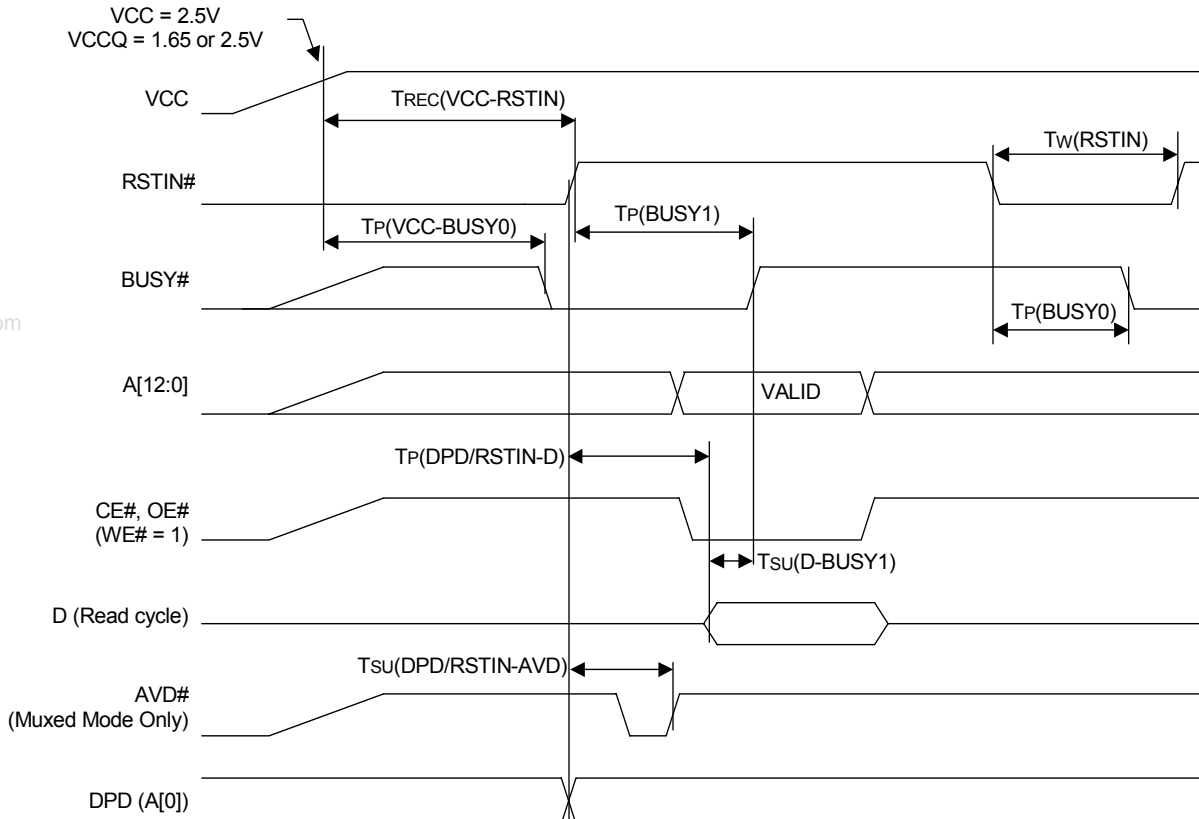 VCC = 2.5V
VCCQ = 1.65 or 2.5V
VCC
TREC(VCC-RSTIN)
TW(RSTIN)
RSTIN#
TP(VCC-BUSY0)
TP(BUSY1)
BUSY#
TP(BUSY0)
om
A[12:0]
VALID
TP(DPD/RSTIN-D)
CE#, OE#
(WE# = 1)
TSU(D-BUSY1)
D (Read cycle)
TSU(DPD/RSTIN-AVD)
AVD#
(Muxed Mode Only)
DPD (A[0])